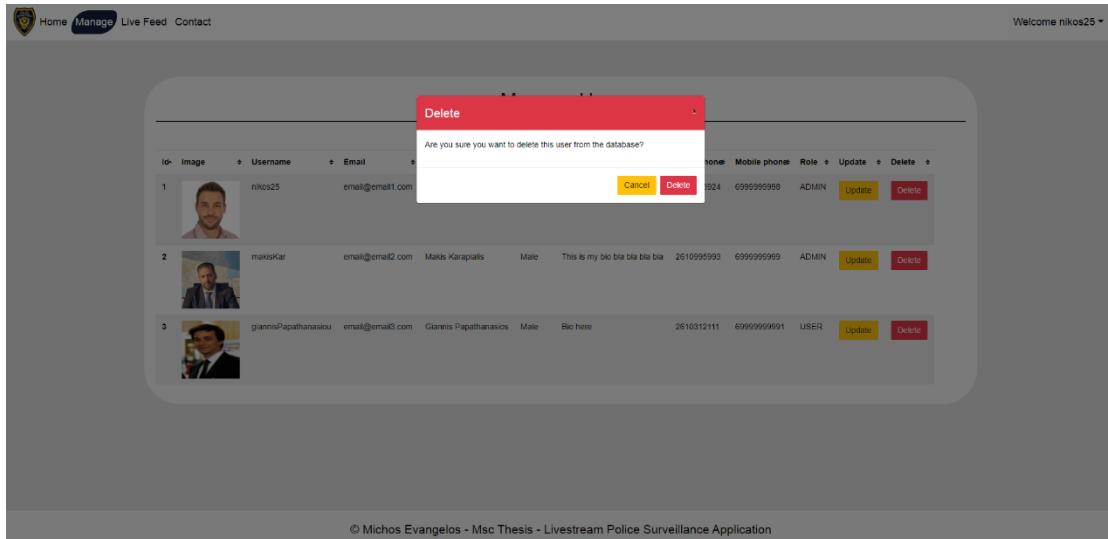 Home Manage Live Feed Contact Welcome nikos25
Delete
Are you sure you want to delete this user from the database?
Cancel Delete
Id Image Username Email Mobile phone Role Update Delete
1 nikos25 email@email1.com 6999999998 ADMIN Update Delete
2 makisKar email@email2.com Makis Karapialis Male This is my bio bla bla bla bla 2610995993 6999999999 ADMIN Update Delete
3 giannisPapathanasiou email@email3.com Giannis Papathanasios Male Bio here 2610312111 69999999991 USER Update Delete
© Michos Evangelos - Msc Thesis - Livestream Police Surveillance Application